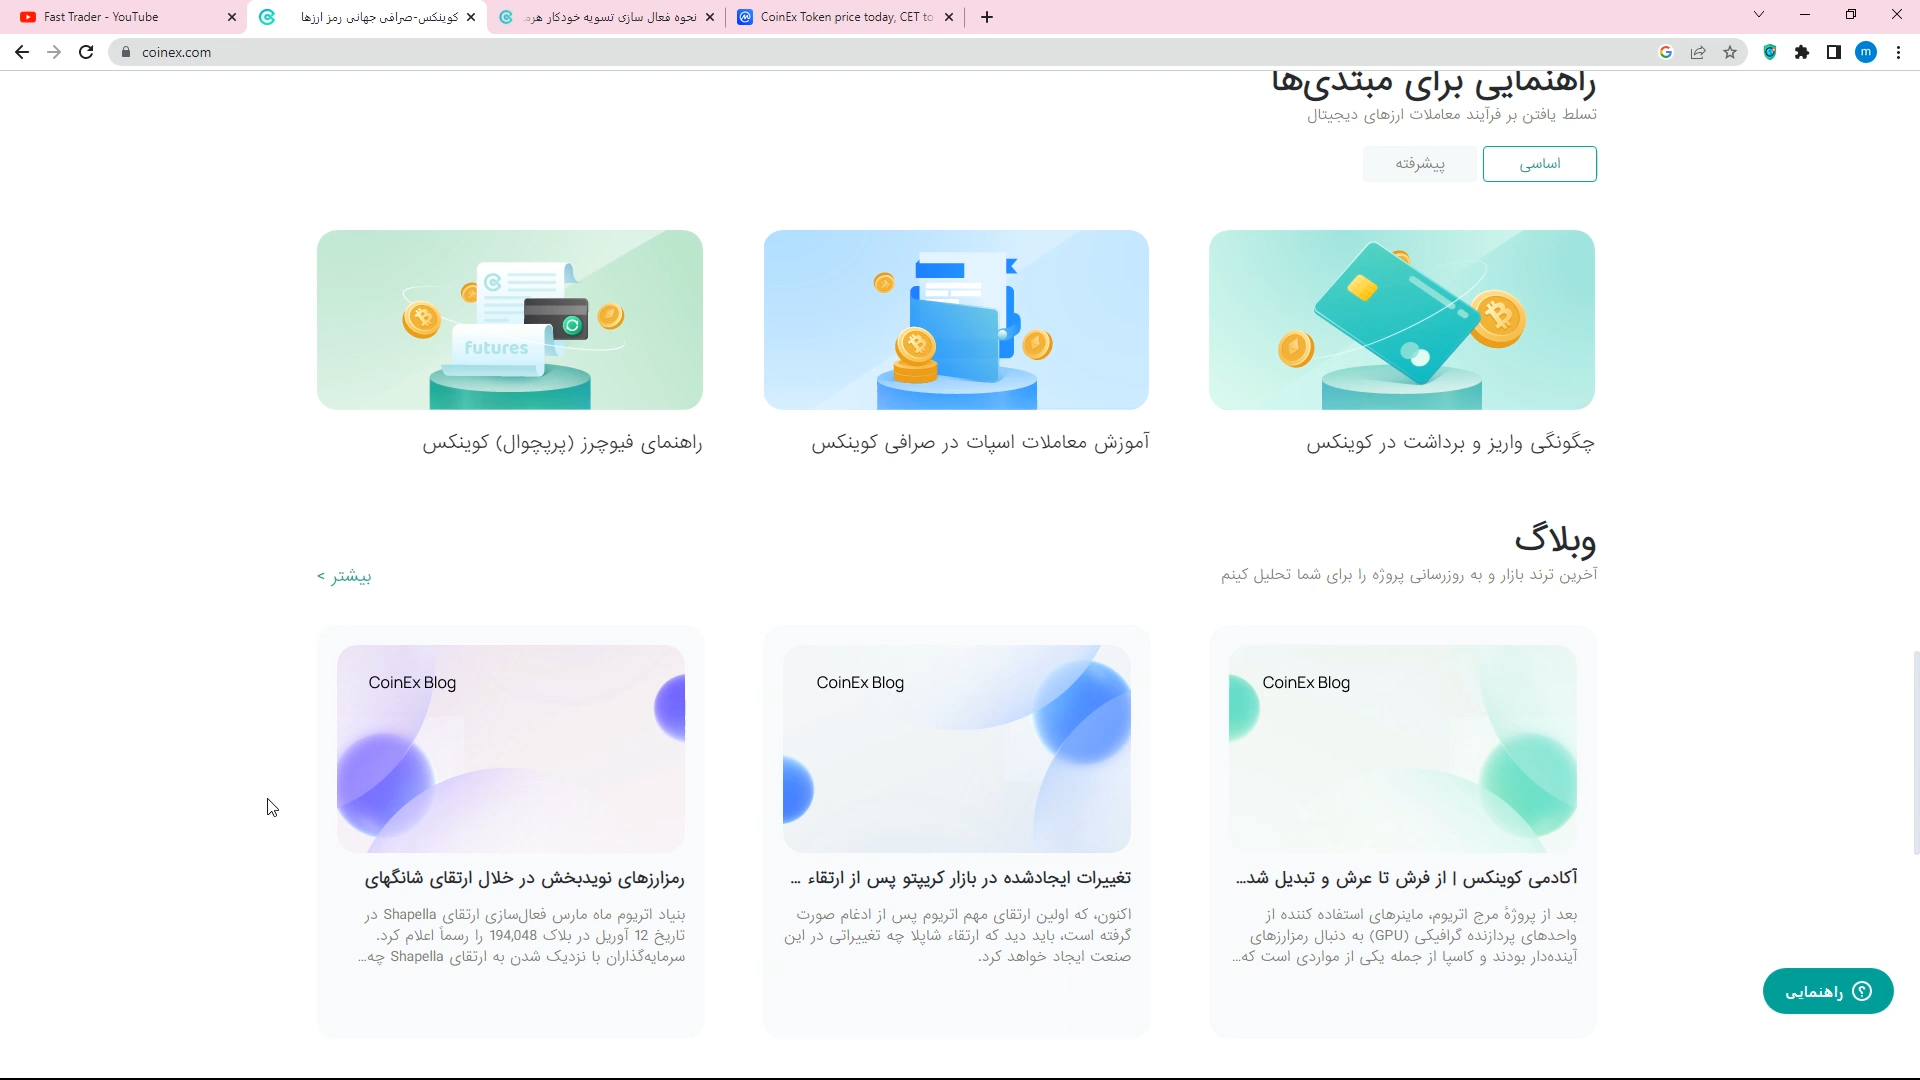 Fast Trader - YouTube
کوینکس-صرافی جهانی رمز ارزها
نحوه فعال سازی تسویه خودکار هره
CoinEx Token price today, CET to
coinex.com
m
راهنمایی برای مبتدی‌ها
تسلط یافتن بر فرآیند معاملات ارزهای دیجیتال
اساسی
پیشرفته
futures
چگونگی واریز و برداشت در کوینکس
آموزش معاملات اسپات در صرافی کوینکس
راهنمای فیوچرز (پرپچوال) کوینکس
وبلاگ
آخرین ترند بازار و به روزرسانی پروژه را برای شما تحلیل کینم
بیشتر >
CoinEx Blog
آکادمی کوینکس | از فرش تا عرش و تبدیل شد...
بعد از پروژهٔ مرج اتریوم، ماینرهای استفاده کننده از
واحدهای پردازنده گرافیکی (GPU) به دنبال رمزارزهای
آینده‌دار بودند و کاسپا از جمله یکی از مواردی است که...
CoinEx Blog
تغییرات ایجادشده در بازار کریپتو پس از ارتقاء ...
اکنون، که اولین ارتقای مهم اتریوم پس از ادغام صورت
گرفته است، باید دید که ارتقاء شاپلا چه تغییراتی در این
صنعت ایجاد خواهد کرد.
CoinEx Blog
رمزارزهای نویدبخش در خلال ارتقای شانگهای
بنیاد اتریوم ماه مارس فعال‌سازی ارتقای Shapella در
تاریخ 12 آوریل در بلاک 194,048 را رسماً اعلام کرد.
سرمایه‌گذاران با نزدیک شدن به ارتقای Shapella چه...
راهنمایی